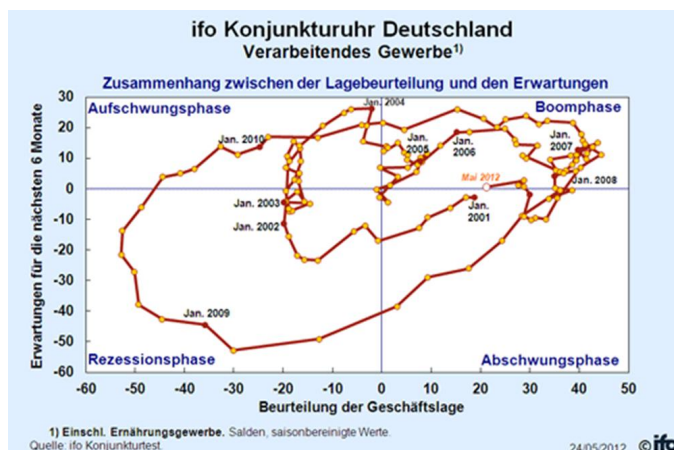 ifo Konjunkturuhr Deutschland
Verarbeitendes Gewerbe1)
Zusammenhang zwischen der Lagebeurteilung und den Erwartungen
Erwartungen für die nächsten 6 Monate
30
20
10
0
-10
-20
-30
-40
-50
-60
Aufschwungsphase
Boomphase
Jan. 2004
Jan. 2010
Jan. 2005
Jan. 2006
Jan. 2007
Mai 2012
Jan. 2008
Jan. 2003
Jan. 2001
Jan. 2002
Jan. 2009
Rezessionsphase
Abschwungsphase
-60 -50 -40 -30 -20 -10 0 10 20 30 40 50
Beurteilung der Geschäftslage
1) Einschl. Ernährungsgewerbe. Salden, saisonbereinigte Werte.
Quelle: ifo Konjunkturtest.
24/05/2012 © ifo